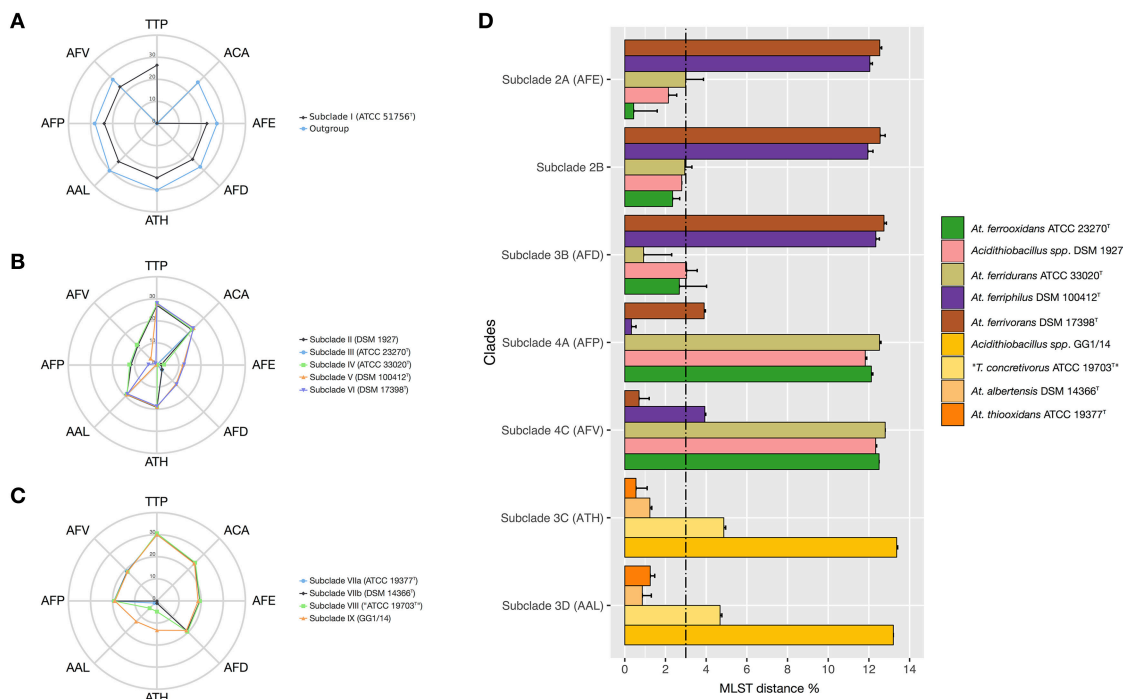 A
TTP
AFV
ACA
30
20
10
0
AFP
AFE
AAL
AFD
ATH
Subclade I (ATCC 51756ᵀ)
Outgroup
B
TTP
AFV
ACA
30
20
10
0
AFP
AFE
AAL
AFD
ATH
Subclade II (DSM 1927)
Subclade III (ATCC 23270ᵀ)
Subclade IV (ATCC 33020ᵀ)
Subclade V (DSM 100412ᵀ)
Subclade VI (DSM 17398ᵀ)
C
TTP
AFV
ACA
30
20
10
0
AFP
AFE
AAL
AFD
ATH
Subclade VIIa (ATCC 19377ᵀ)
Subclade VIIb (DSM 14366ᵀ)
Subclade VIII ("ATCC 19703ᵀ")
Subclade IX (GG1/14)
D
Clades
Subclade 2A (AFE)
Subclade 2B
Subclade 3B (AFD)
Subclade 4A (AFP)
Subclade 4C (AFV)
Subclade 3C (ATH)
Subclade 3D (AAL)
0 2 4 6 8 10 12 14
MLST distance %
At. ferrooxidans ATCC 23270ᵀ
Acidithiobacillus spp. DSM 1927
At. ferridurans ATCC 33020ᵀ
At. ferriphilus DSM 100412ᵀ
At. ferrivorans DSM 17398ᵀ
Acidithiobacillus spp. GG1/14
"T. concretivorus ATCC 19703ᵀ"
At. albertensis DSM 14366ᵀ
At. thiooxidans ATCC 19377ᵀ